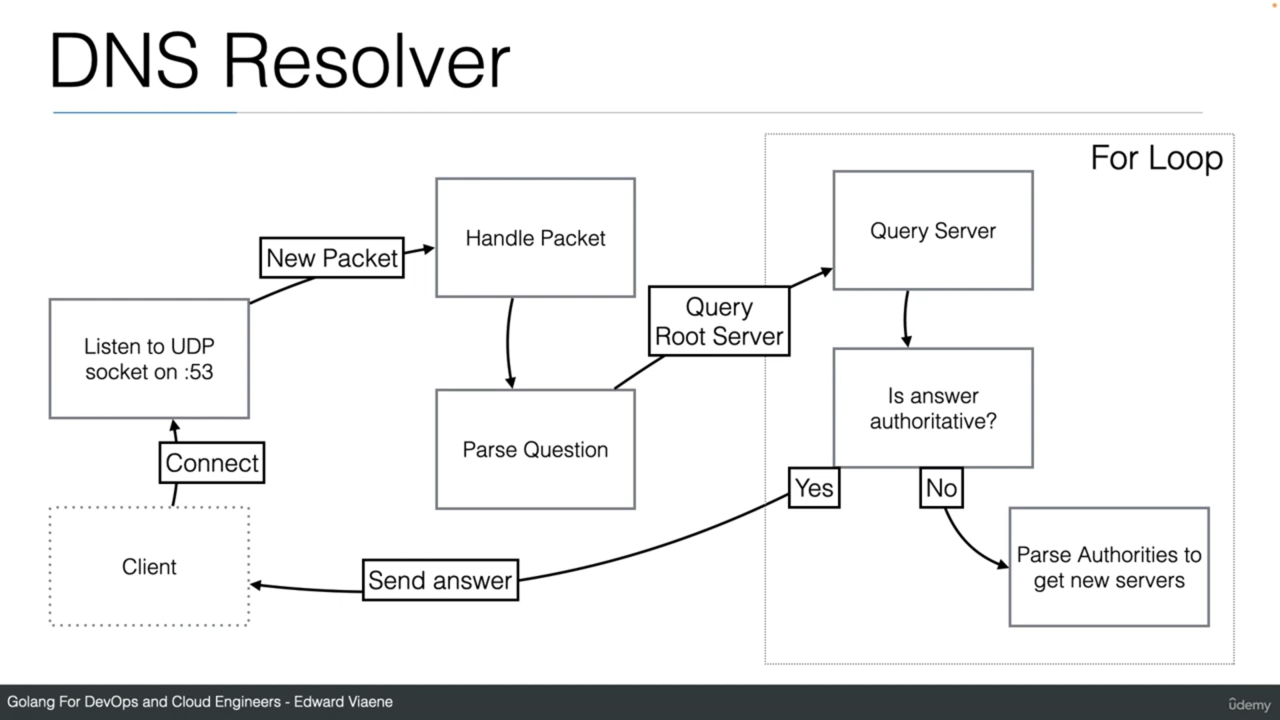 DNS Resolver
For Loop
Query Server
Handle Packet
New Packet
Query
Root Server
Listen to UDP
socket on :53
Is answer
authoritative?
Parse Question
Connect
Yes
No
Client
Send answer
Parse Authorities to
get new servers
Golang For DevOps and Cloud Engineers - Edward Viaene
ûdemy